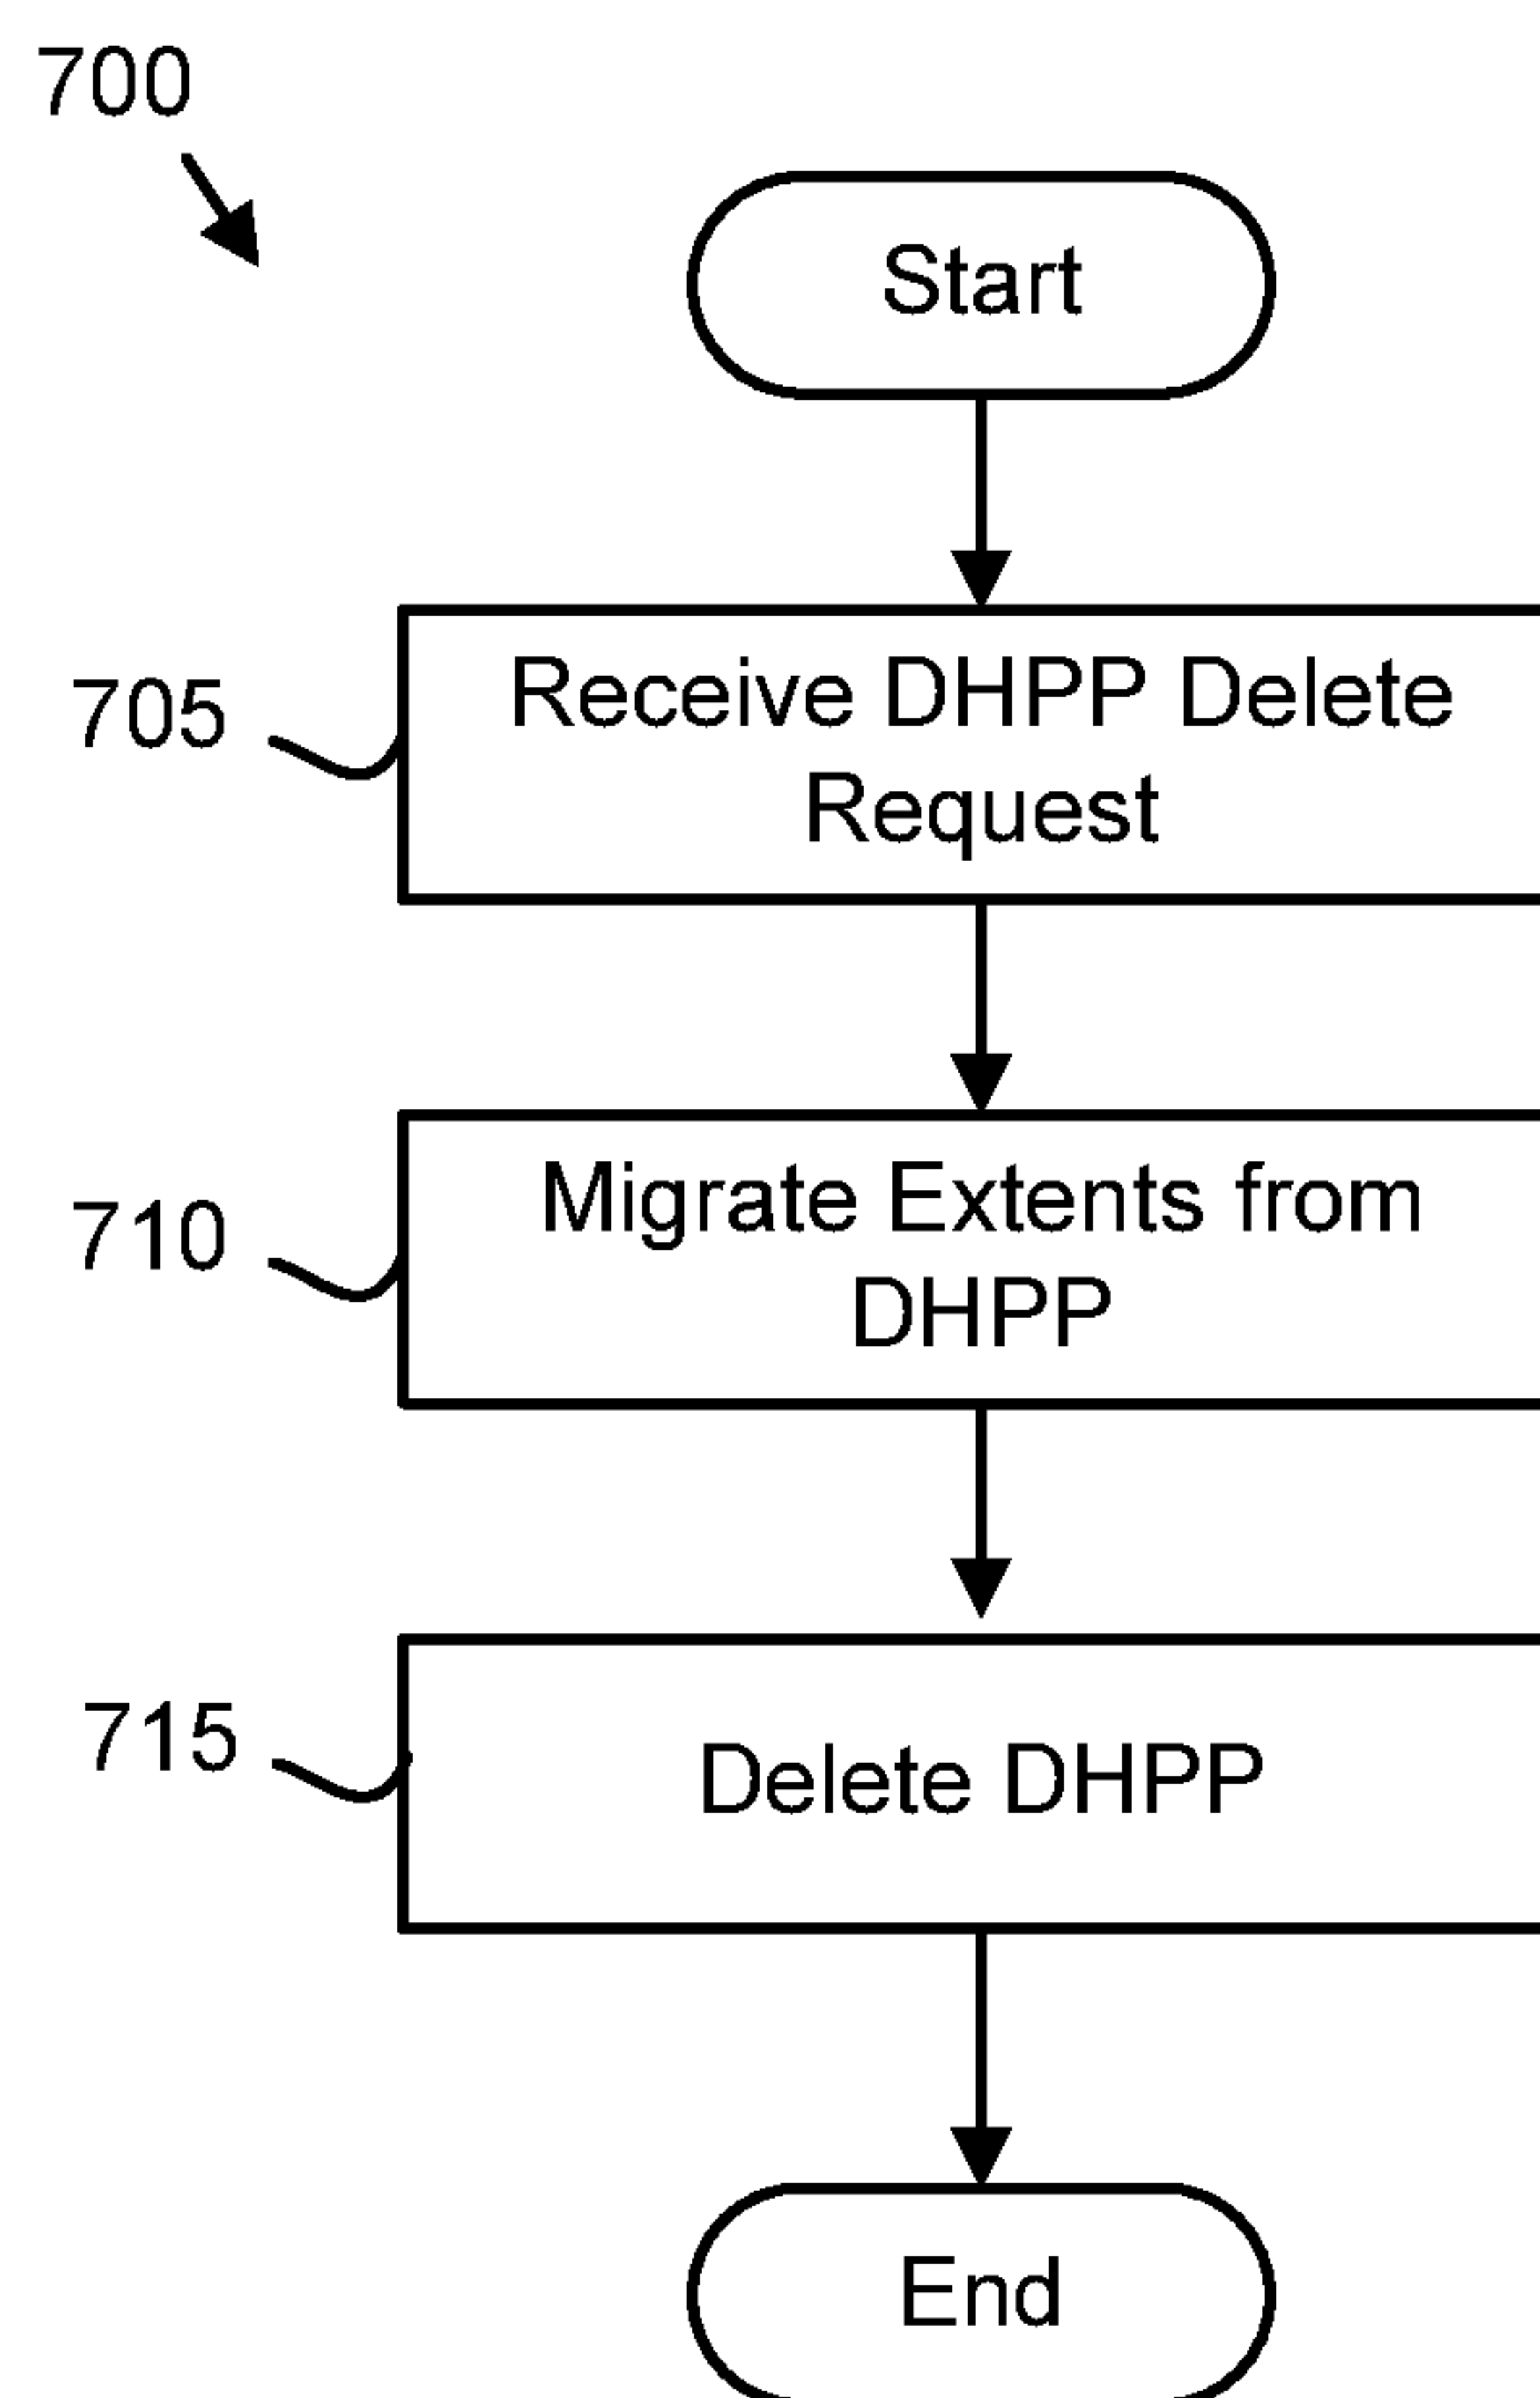 700
Start
705
Receive DHPP Delete
Request
710
Migrate Extents from
DHPP
715
Delete DHPP
End